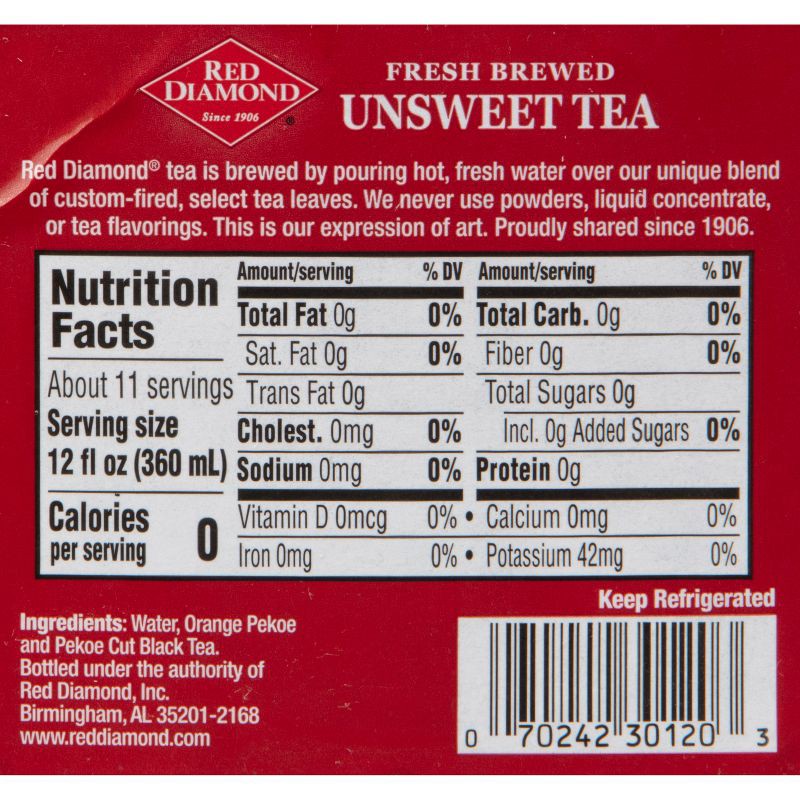 RED
DIAMOND
Since 1906
®
FRESH BREWED
UNSWEET TEA
Red Diamond® tea is brewed by pouring hot, fresh water over our unique blend
of custom-fired, select tea leaves. We never use powders, liquid concentrate,
or tea flavorings. This is our expression of art. Proudly shared since 1906.
Nutrition
Facts
About 11 servings
Serving size
12 fl oz (360 mL)
Calories
per serving 0
Amount/serving % DV
Total Fat 0g 0%
Sat. Fat 0g 0%
Trans Fat 0g
Cholest. 0mg 0%
Sodium 0mg 0%
Amount/serving % DV
Total Carb. 0g 0%
Fiber 0g 0%
Total Sugars 0g
Incl. 0g Added Sugars 0%
Protein 0g
Vitamin D 0mcg 0% • Calcium 0mg 0%
Iron 0mg 0% • Potassium 42mg 0%
Keep Refrigerated
Ingredients: Water, Orange Pekoe
and Pekoe Cut Black Tea.
Bottled under the authority of
Red Diamond, Inc.
Birmingham, AL 35201-2168
www.reddiamond.com
0 70242 30120 3